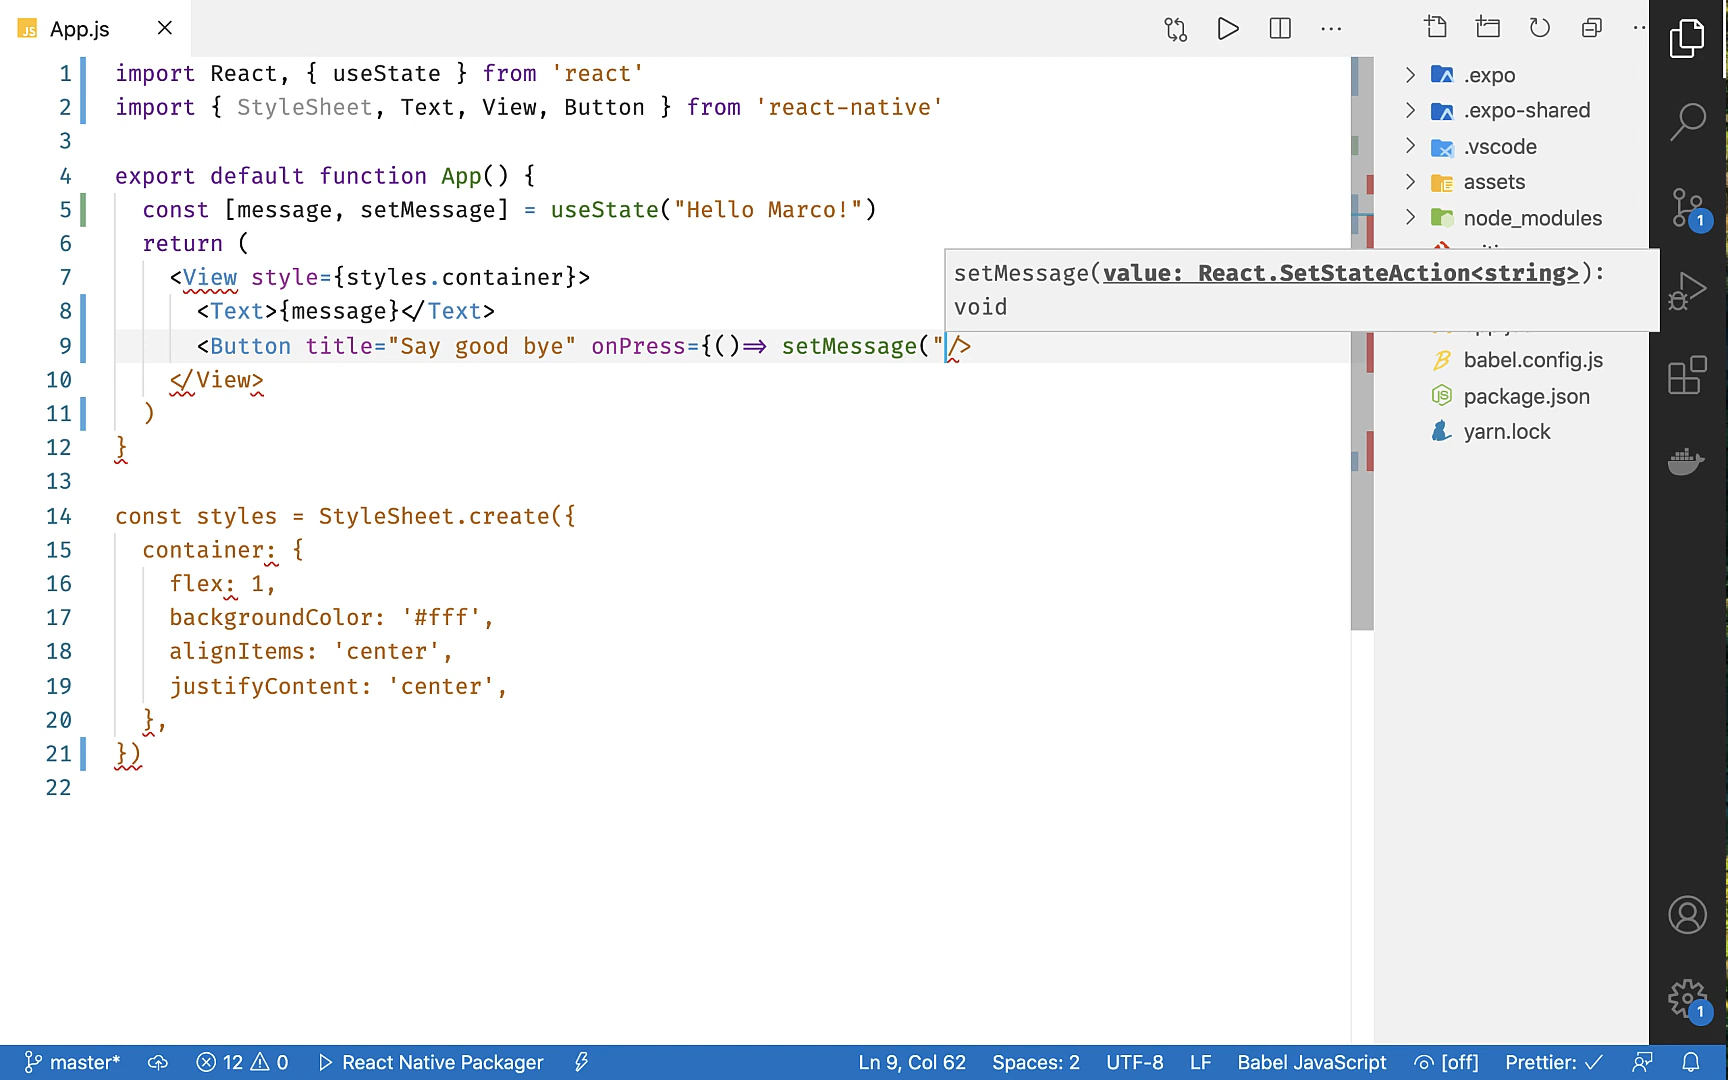 App.js
1 import React, { useState } from 'react'
2 import { StyleSheet, Text, View, Button } from 'react-native'
3
4 export default function App() {
5 const [message, setMessage] = useState("Hello Marco!")
6 return (
7 <View style={styles.container}>
8 <Text>{message}</Text>
9 <Button title="Say good bye" onPress={()=> setMessage("/>
10 </View>
11 )
12 }
13
14 const styles = StyleSheet.create({
15 container: {
16 flex: 1,
17 backgroundColor: '#fff',
18 alignItems: 'center',
19 justifyContent: 'center',
20 },
21 })
22
setMessage(value: React.SetStateAction<string>):
void
.expo
.expo-shared
.vscode
assets
node_modules
babel.config.js
package.json
yarn.lock
1
1
master* 12 0 React Native Packager Ln 9, Col 62 Spaces: 2 UTF-8 LF Babel JavaScript [off] Prettier: ✓